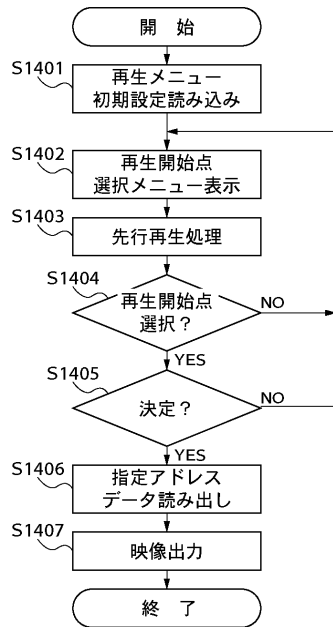 開 始
S1401
再生メニュー
初期設定読み込み
S1402
再生開始点
選択メニュー表示
S1403
先行再生処理
S1404
再生開始点
選択?
NO
YES
S1405
決定?
NO
YES
S1406
指定アドレス
データ読み出し
S1407
映像出力
終 了